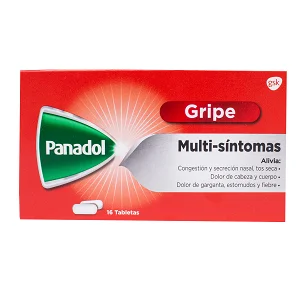 gsk
Gripe
Panadol
Multi-síntomas
Alivia:
Congestión y secreción nasal, tos seca •
Dolor de cabeza y cuerpo •
Dolor de garganta, estornudos y fiebre •
16 Tabletas